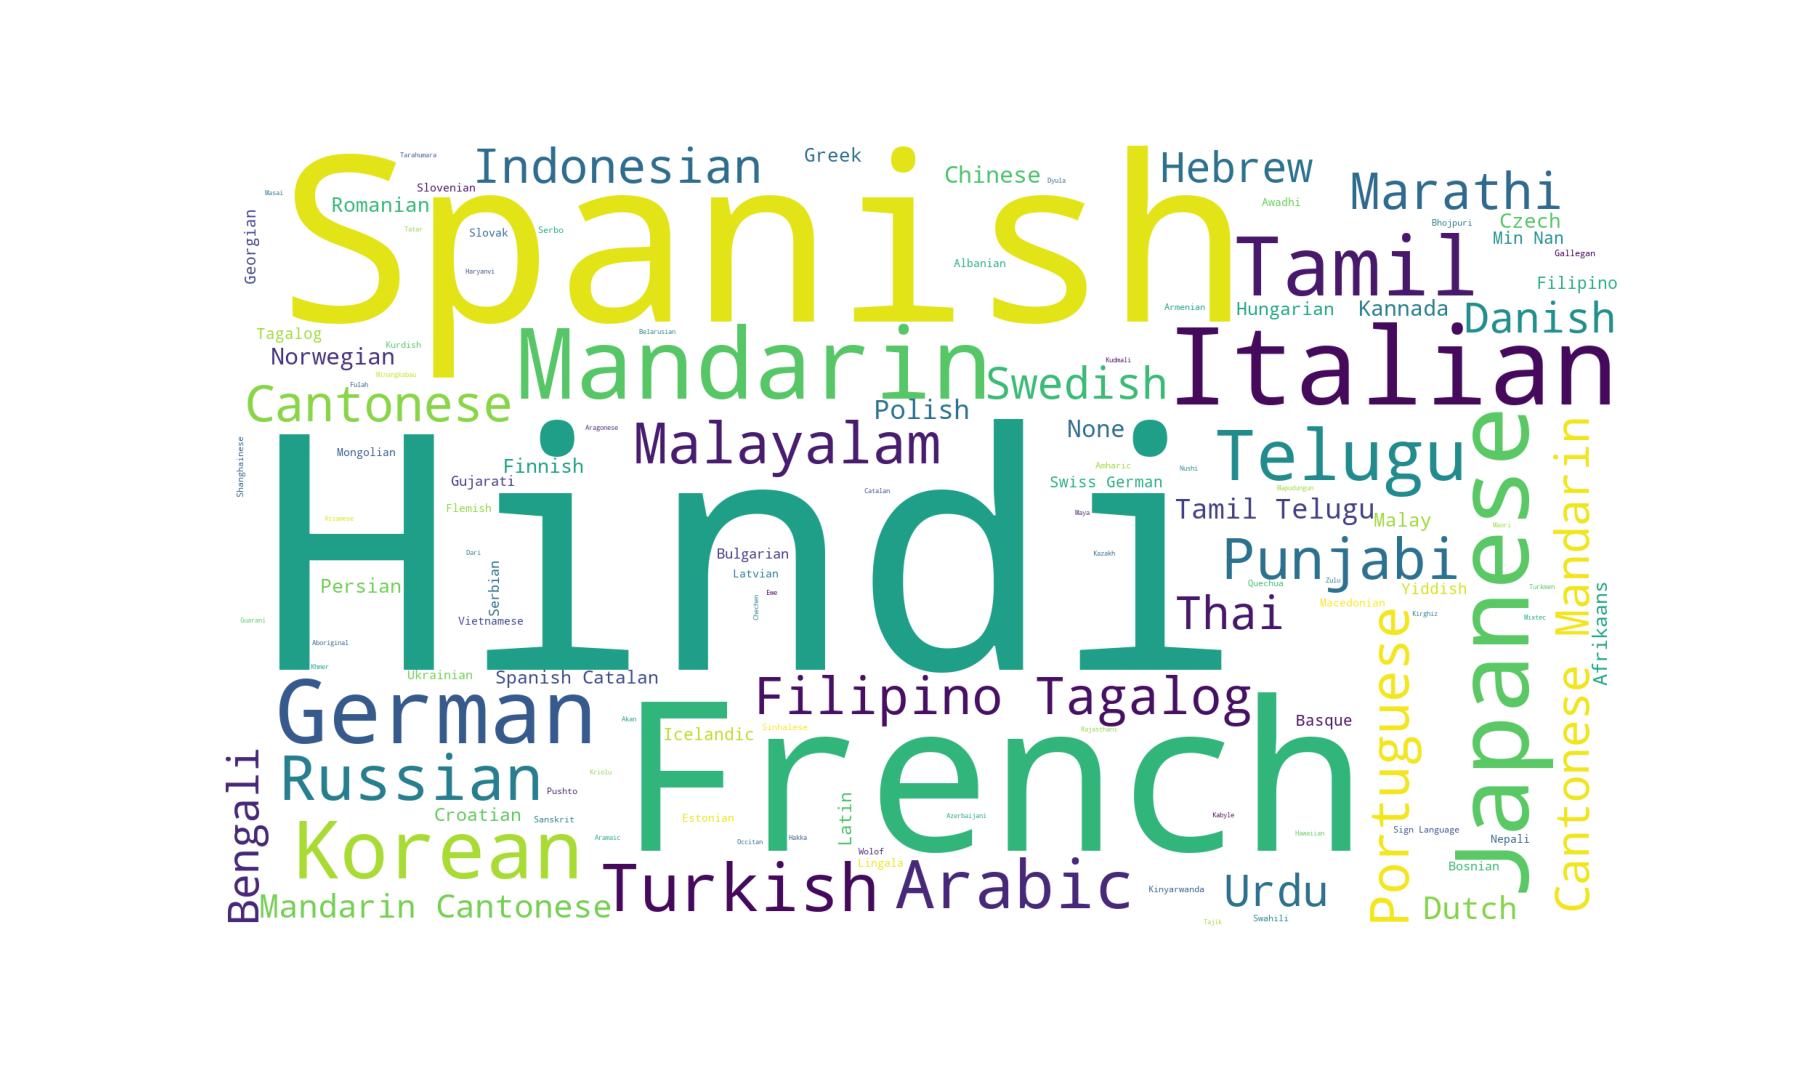 Spanish
Tarahumara
Indonesian
Greek
Chinese
Dyula
Hebrew
Marathi
Masai
Romanian
Slovenian
Awadhi
Bhojpuri
Czech
Georgian
Tatar
Slovak
Serbo
Min Nan
Gallegan
Haryanvi
Albanian
Tamil
Filipino
Armenian
Hungarian
Kannada
Danish
Tagalog
Kurdish
Belarusian
Mandarin
Norwegian
Minangkabau
Fulah
Kudmali
Swedish
Italian
Cantonese
Polish
Aragonese
Malayalam
None
Telugu
Japanese
Cantonese Mandarin
Shanghainese
Mongolian
Hindi
Finnish
Gujarati
Catalan
Amharic
Nushi
Swiss German
Mapudungun
Flemish
Assamese
Maya
Tamil Telugu
Malay
Maori
Dari
Bulgarian
Kazakh
Punjabi
Persian
Serbian
Latvian
Ewe
Chechen
Quechua
Zulu
Yiddish
Turkmen
Macedonian
Kirghiz
Mixtec
Afrikaans
Guarani
Vietnamese
Thai
Aboriginal
Khmer
Ukrainian
Spanish Catalan
German
Filipino Tagalog
Portuguese
Akan
Icelandic
Sinhalese
French
Rajasthani
Basque
Russian
Kriolu
Pushto
Bengali
Croatian
Sanskrit
Estonian
Latin
Azerbaijani
Kabyle
Hawaiian
Sign Language
Nepali
Korean
Aramaic
Occitan
Hakka
Wolof
Lingala
Bosnian
Turkish
Arabic
Kinyarwanda
Urdu
Mandarin Cantonese
Tajik
Swahili
Dutch